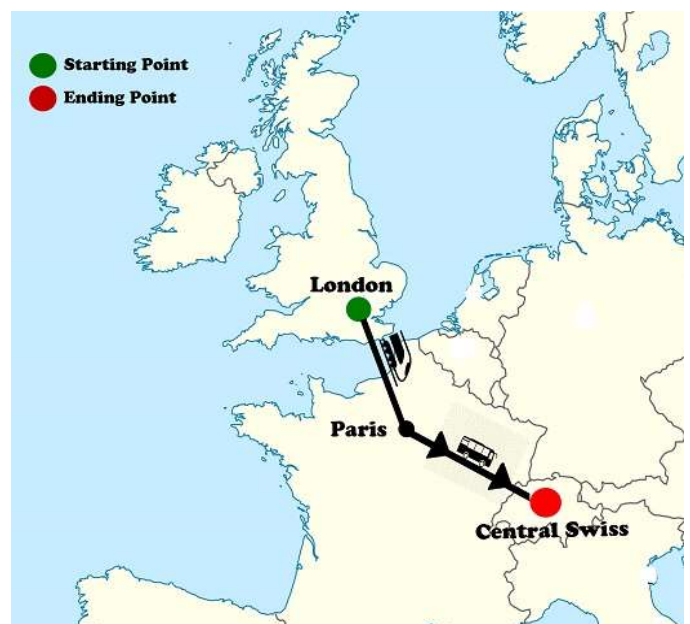 Starting Point
Ending Point
London
Paris
Central Swiss